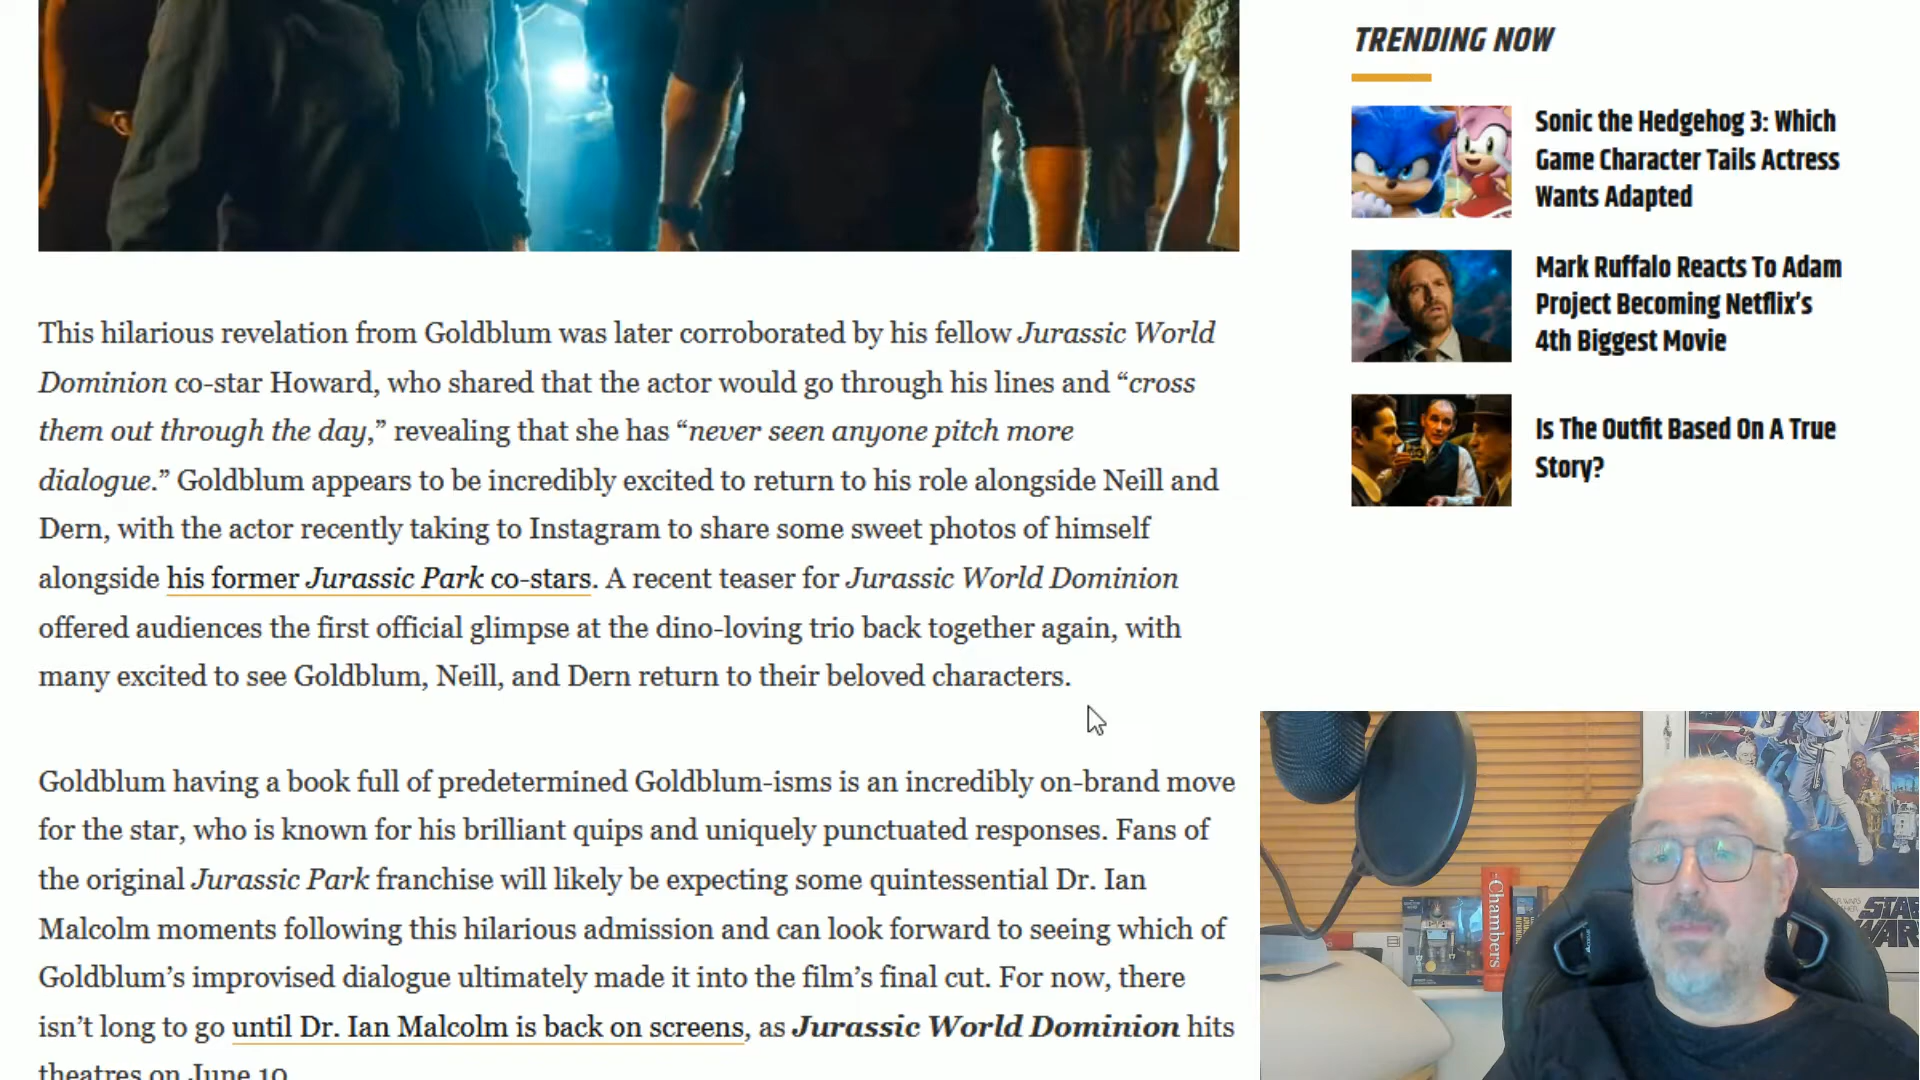 This hilarious revelation from Goldblum was later corroborated by his fellow Jurassic World
Dominion co-star Howard, who shared that the actor would go through his lines and “cross
them out through the day,” revealing that she has “never seen anyone pitch more
dialogue.” Goldblum appears to be incredibly excited to return to his role alongside Neill and
Dern, with the actor recently taking to Instagram to share some sweet photos of himself
alongside his former Jurassic Park co-stars. A recent teaser for Jurassic World Dominion
offered audiences the first official glimpse at the dino-loving trio back together again, with
many excited to see Goldblum, Neill, and Dern return to their beloved characters.
Goldblum having a book full of predetermined Goldblum-isms is an incredibly on-brand move
for the star, who is known for his brilliant quips and uniquely punctuated responses. Fans of
the original Jurassic Park franchise will likely be expecting some quintessential Dr. Ian
Malcolm moments following this hilarious admission and can look forward to seeing which of
Goldblum’s improvised dialogue ultimately made it into the film’s final cut. For now, there
isn’t long to go until Dr. Ian Malcolm is back on screens, as Jurassic World Dominion hits
theatres on June 10
TRENDING NOW
Sonic the Hedgehog 3: Which
Game Character Tails Actress
Wants Adapted
Mark Ruffalo Reacts To Adam
Project Becoming Netflix’s
4th Biggest Movie
Is The Outfit Based On A True
Story?
Chambers
STAR
WARS